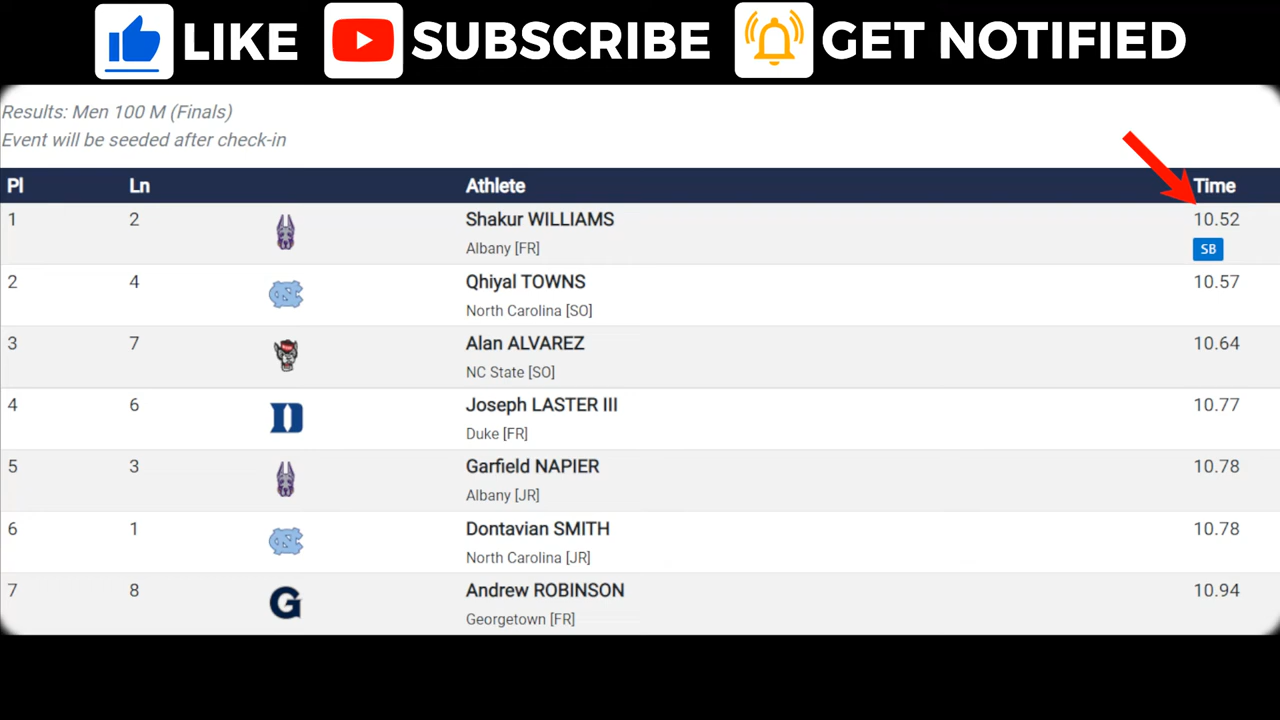 LIKE SUBSCRIBE GET NOTIFIED
Results: Men 100 M (Finals)
Event will be seeded after check-in
Pl Ln Athlete Time
1 2 Shakur WILLIAMS 10.52
Albany [FR] SB
2 4 Qhiyal TOWNS 10.57
North Carolina [SO]
3 7 Alan ALVAREZ 10.64
NC State [SO]
4 6 Joseph LASTER III 10.77
Duke [FR]
5 3 Garfield NAPIER 10.78
Albany [JR]
6 1 Dontavian SMITH 10.78
North Carolina [JR]
7 8 Andrew ROBINSON 10.94
Georgetown [FR]